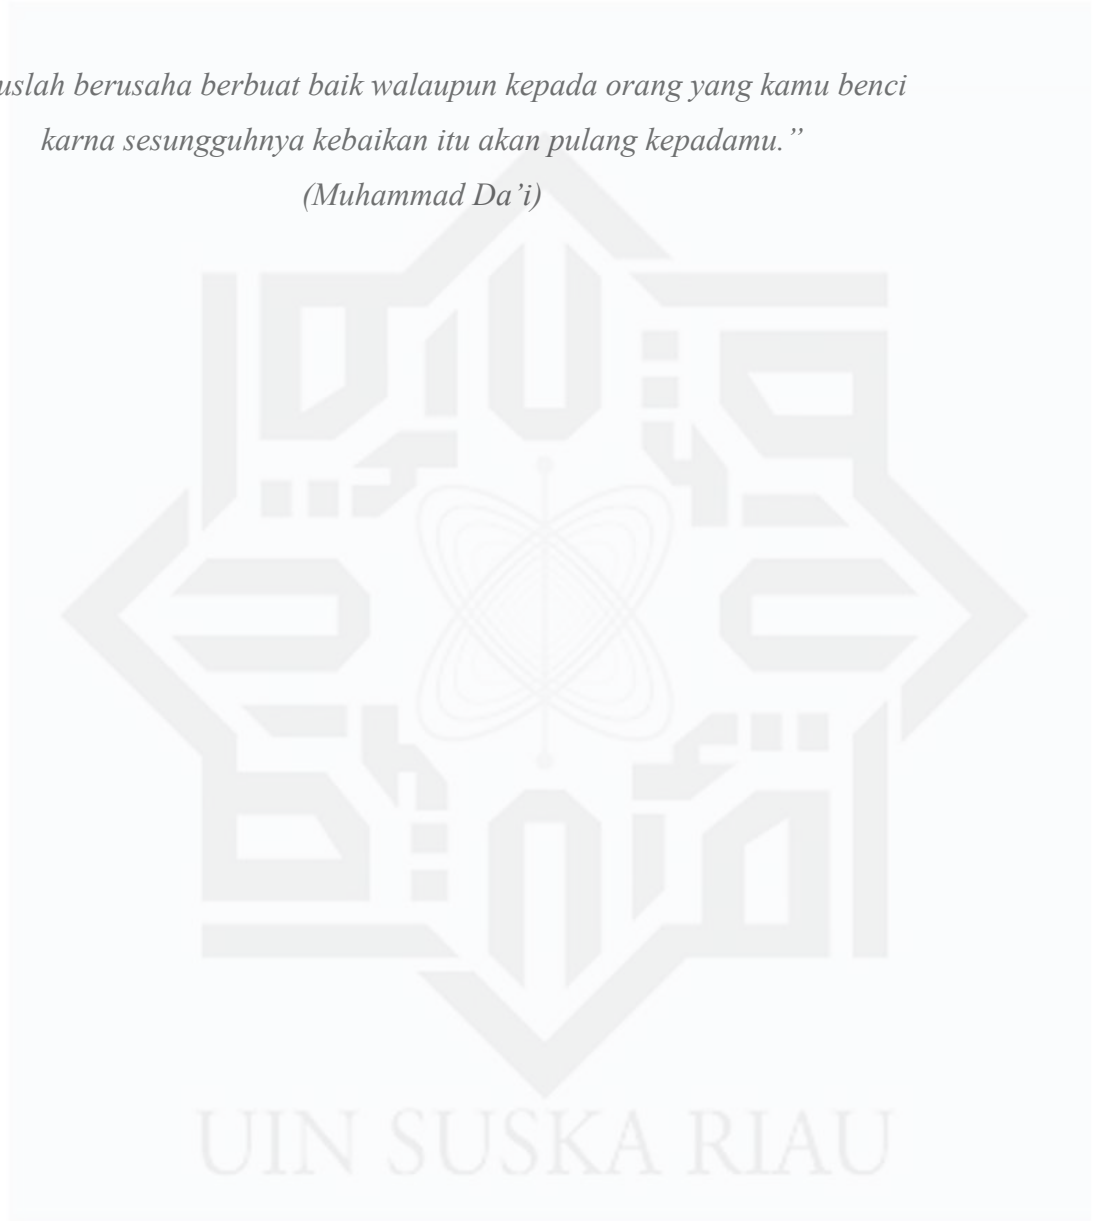 uslah berusaha berbuat baik walaupun kepada orang yang kamu benci
karna sesungguhnya kebaikan itu akan pulang kepadamu.”
(Muhammad Da’i)
UIN SUSKA RIAU